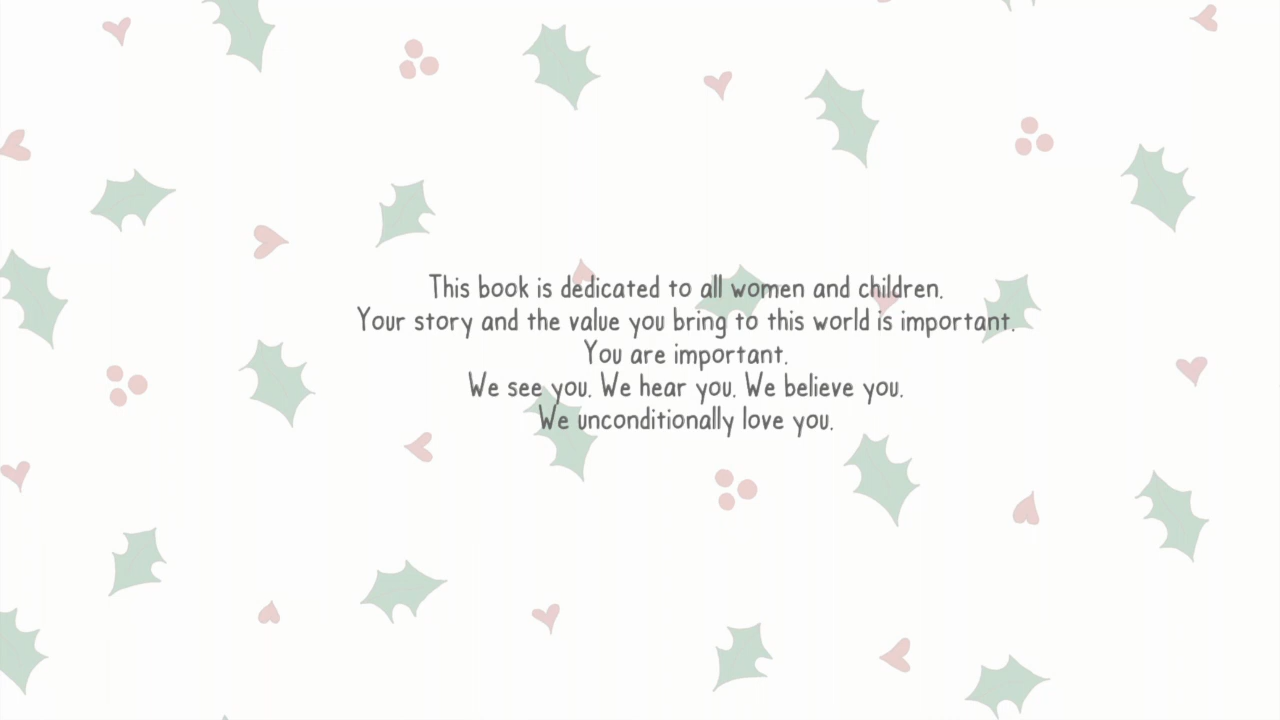 This book is dedicated to all women and children.
Your story and the value you bring to this world is important.
You are important.
We see you. We hear you. We believe you.
We unconditionally love you.